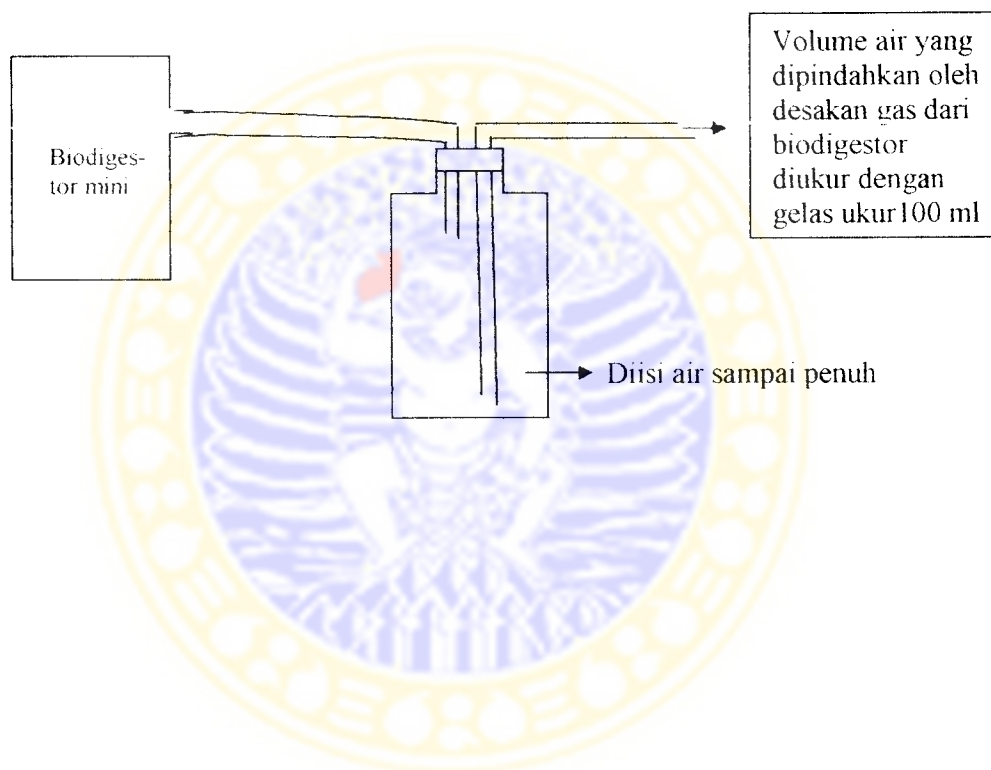 Biodiges-
tor mini
Volume air yang
dipindahkan oleh
desakan gas dari
biodigestor
diukur dengan
gelas ukur100 ml
Diisi air sampai penuh